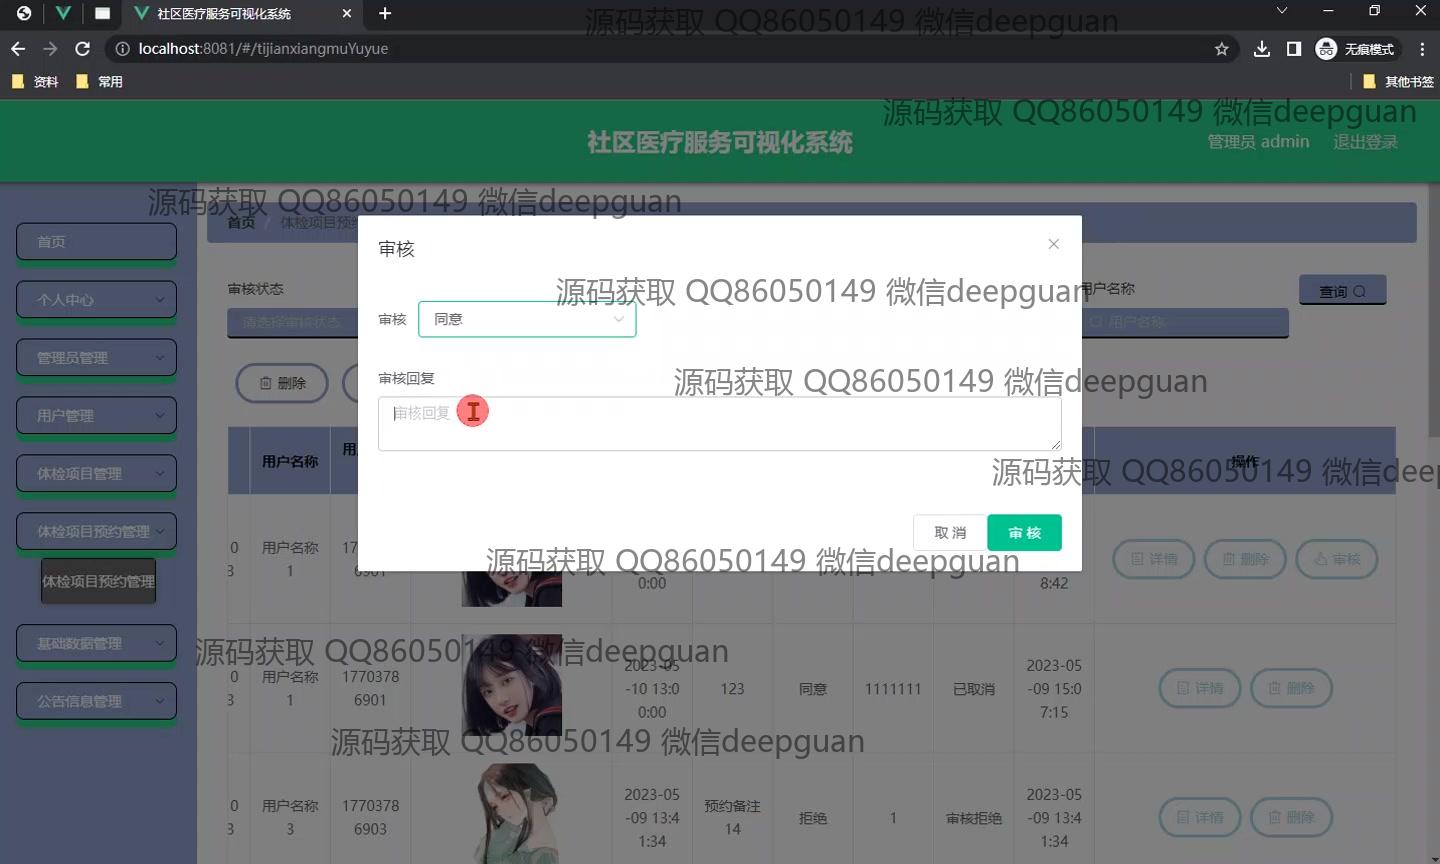 社区医疗服务可视化系统
源码获取 QQ86050149 微信deepguan
localhost:8081/#/tijianxiangmuYuyue
无痕模式
资料
常用
其他书签
源码获取 QQ86050149 微信deepguan
社区医疗服务可视化系统
管理员 admin
退出登录
源码获取 QQ86050149 微信deepguan
首页 / 体检项目预约
首页
个人中心
管理员管理
用户管理
体检项目管理
体检项目预约管理
体检项目预约管理
基础数据管理
公告信息管理
审核状态
请选择审核状态
用户名称
用户名称
查询
删除
审核
源码获取 QQ86050149 微信deepguan
审核
同意
审核回复
源码获取 QQ86050149 微信deepguan
审核回复
取消
审核
源码获取 QQ86050149 微信deepguan
用户名称
用
操作
源码获取 QQ86050149 微信deep
0
3
用户名称
1
17
6901
0:00
8:42
详情
删除
审核
源码获取 QQ86050149 微信deepguan
0
3
用户名称
1
1770378
6901
2023-05
-10 13:0
0:00
123
同意
1111111
已取消
2023-05
-09 15:0
7:15
详情
删除
源码获取 QQ86050149 微信deepguan
0
3
用户名称
3
1770378
6903
2023-05
-09 13:4
1:34
预约备注
14
拒绝
1
审核拒绝
2023-05
-09 13:4
1:34
详情
删除